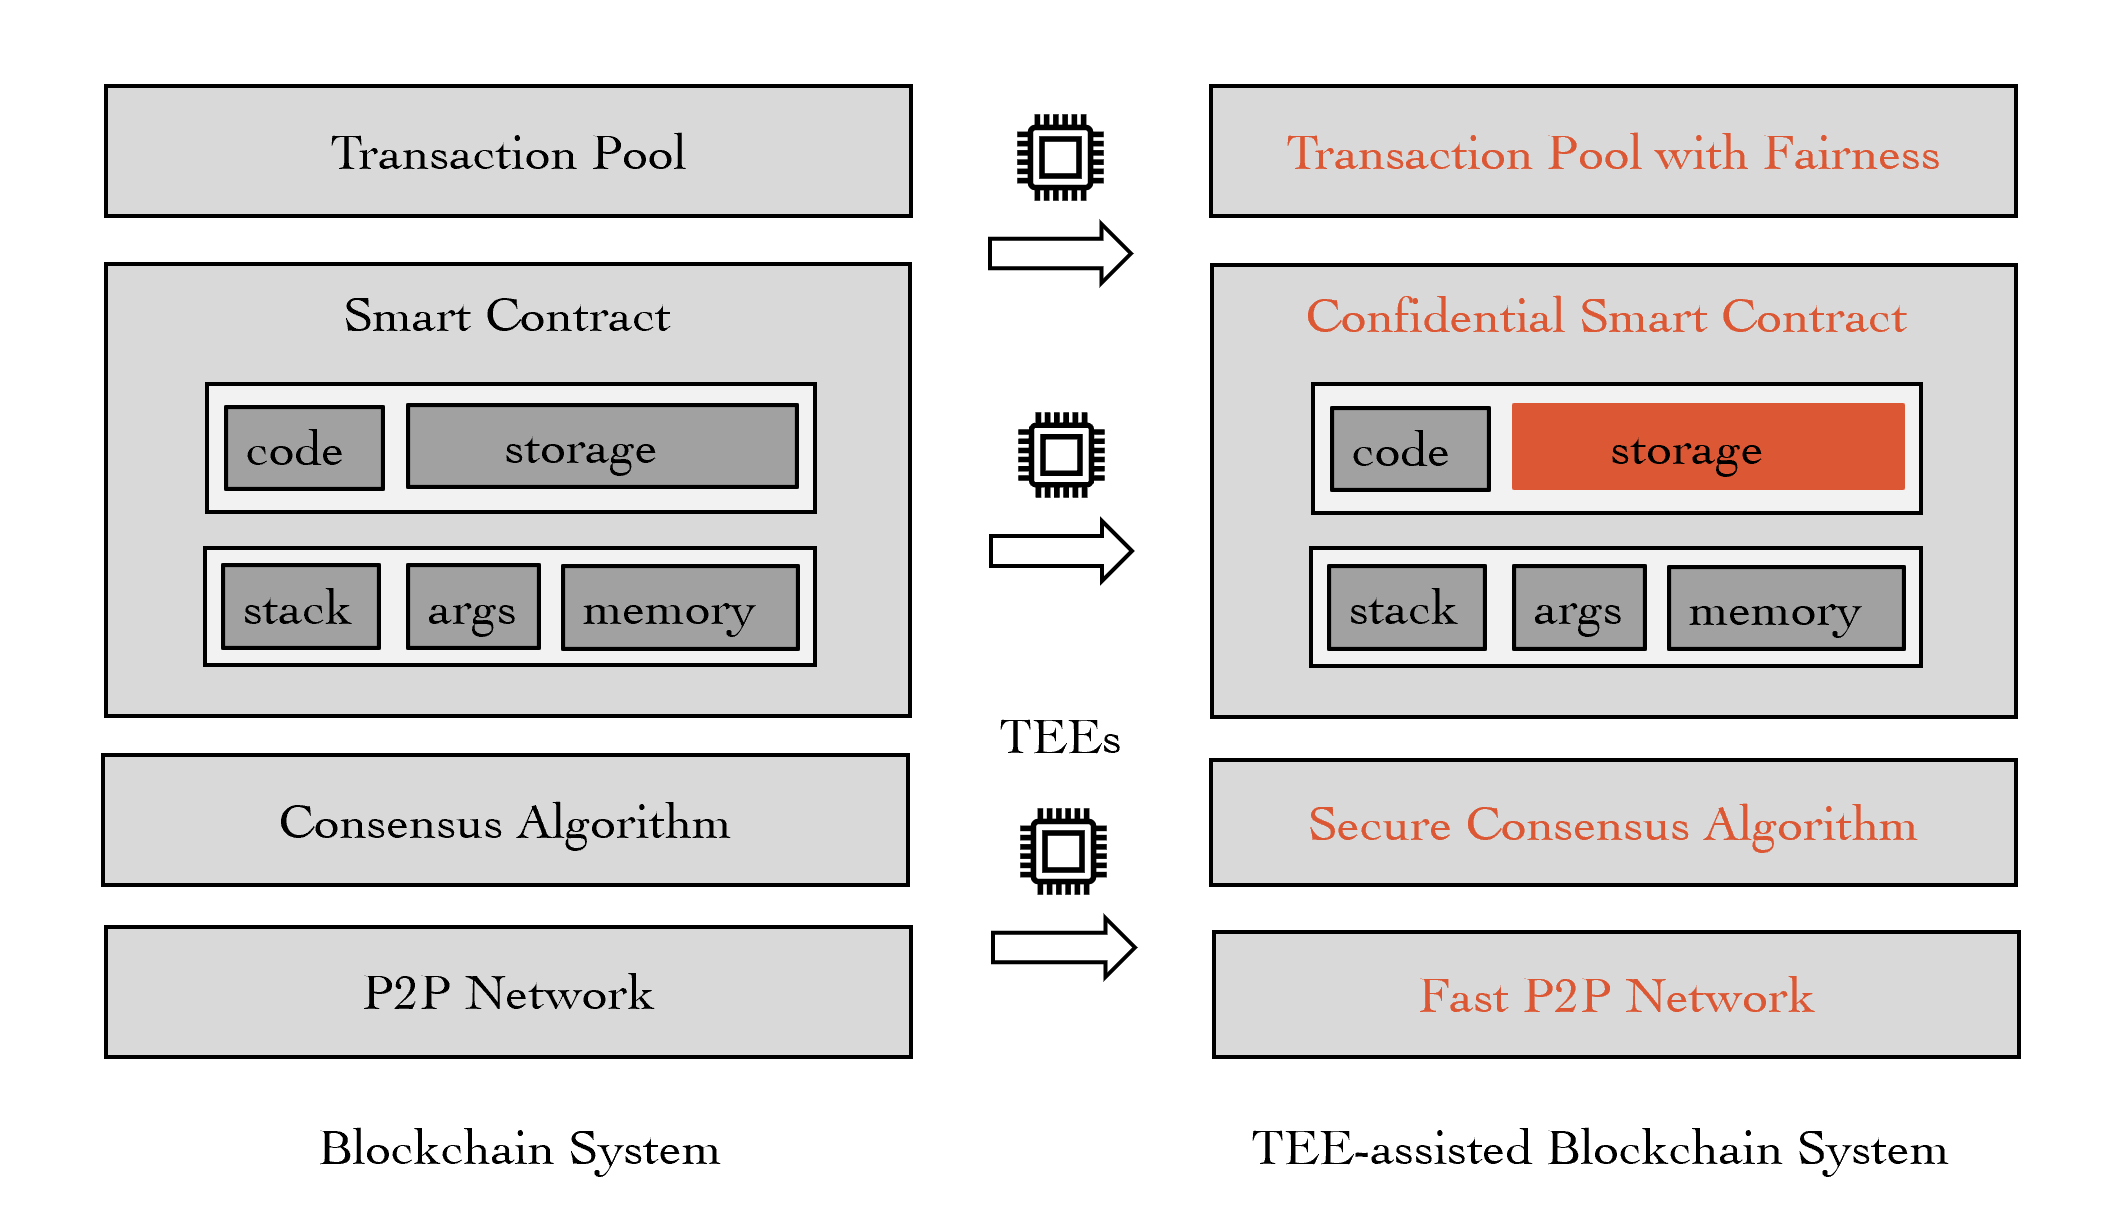 Transaction Pool
Smart Contract
code
storage
stack
args
memory
Consensus Algorithm
P2P Network
Blockchain System
TEEs
Transaction Pool with Fairness
Confidential Smart Contract
code
storage
stack
args
memory
Secure Consensus Algorithm
Fast P2P Network
TEE-assisted Blockchain System